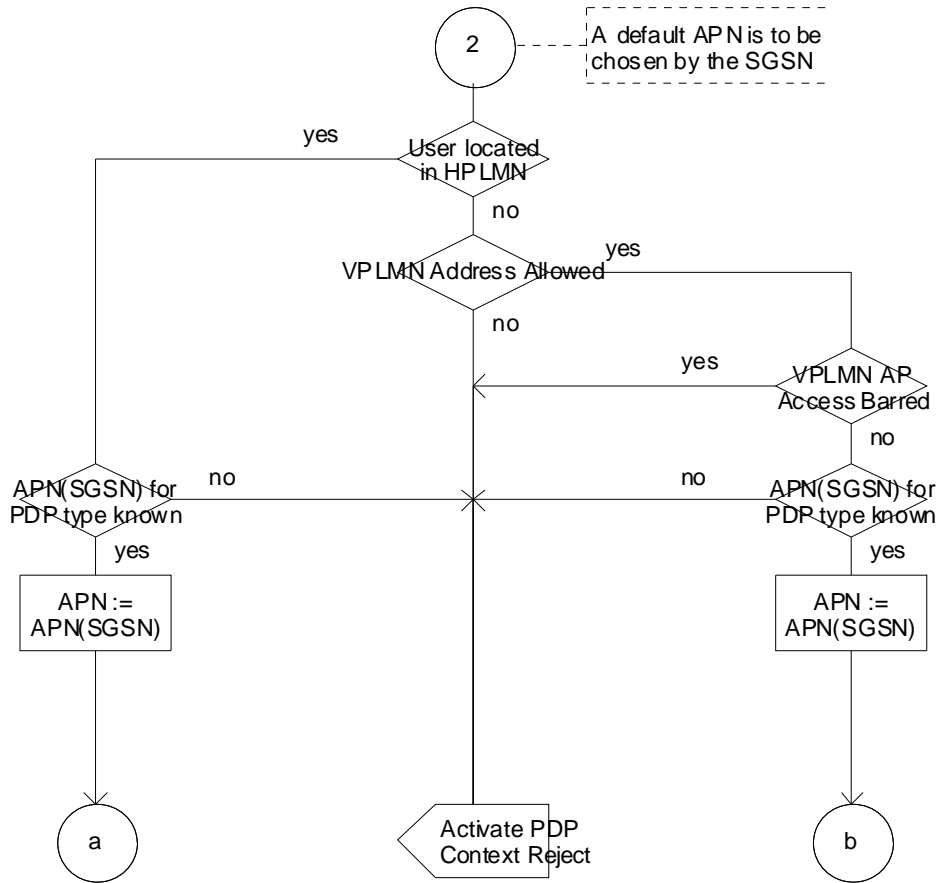 2
A default APN is to be
chosen by the SGSN
yes
User located
in HPLMN
no
VPLMN Address Allowed
yes
no
yes
VPLMN AP
Access Barred
no
APN(SGSN) for
PDP type known
no
no
APN(SGSN) for
PDP type known
yes
yes
APN :=
APN(SGSN)
APN :=
APN(SGSN)
a
Activate PDP
Context Reject
b